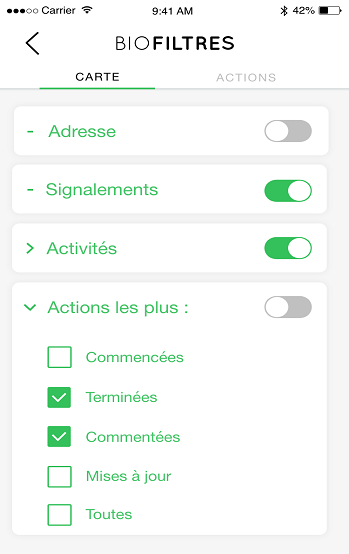 Carrier 9:41 AM 42%
BIOFILTRES
CARTE ACTIONS
- Adresse
- Signalements
> Activités
Actions les plus :
Commencées
Terminées
Commentées
Mises à jour
Toutes